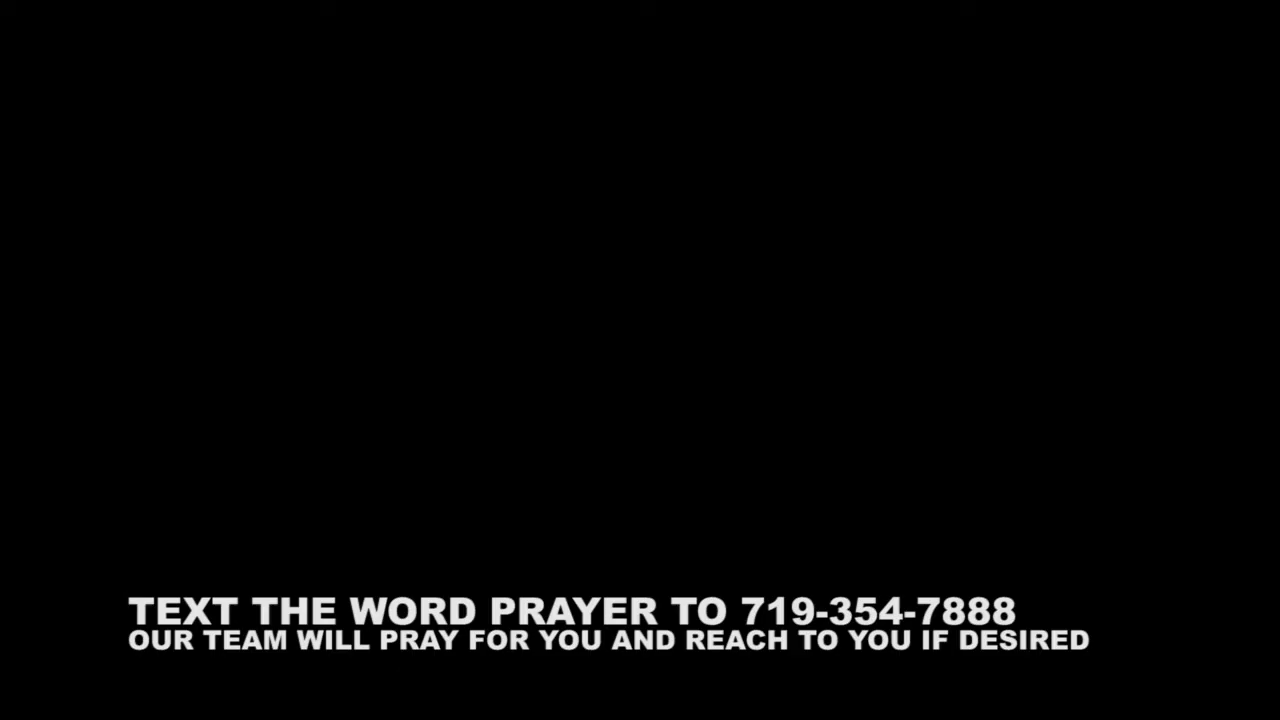 TEXT THE WORD PRAYER TO 719-354-7888
OUR TEAM WILL PRAY FOR YOU AND REACH TO YOU IF DESIRED